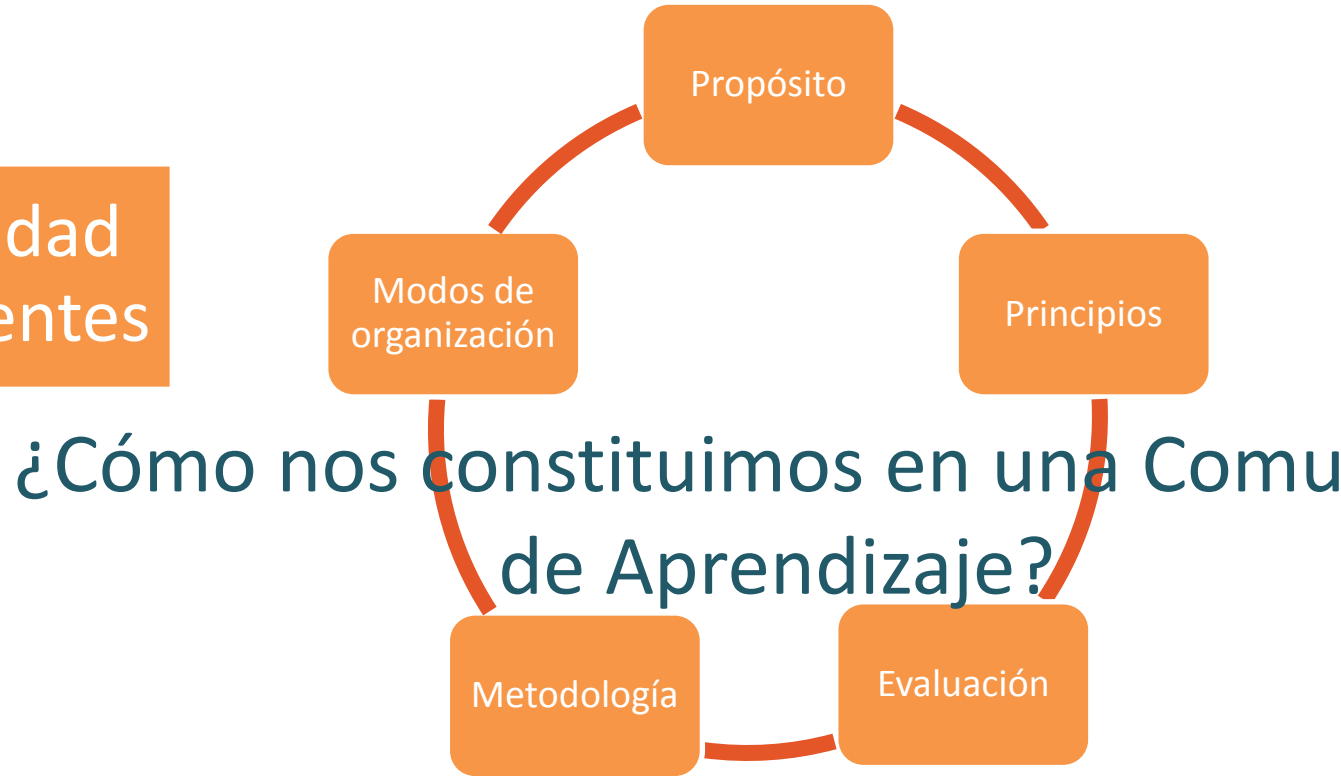 Propósito
dad
entes
Modos de
organización
Principios
¿Cómo nos constituimos en una Comu
de Aprendizaje?
Metodología
Evaluación